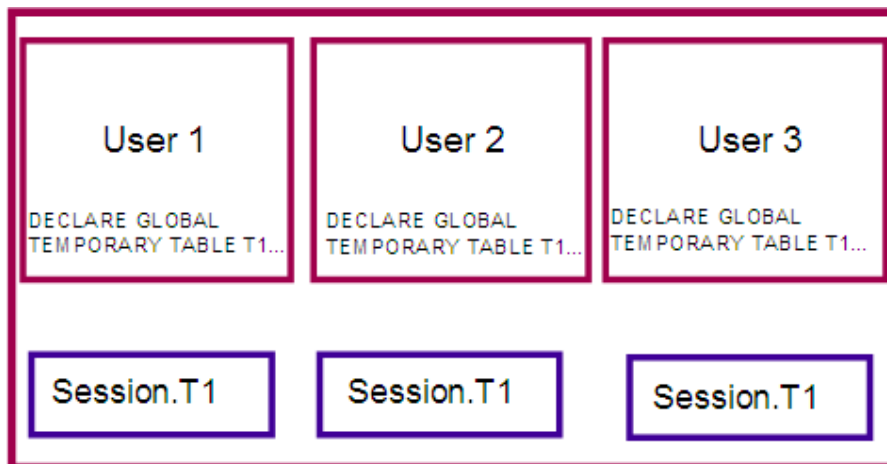 User 1
DECLARE GLOBAL
TEMPORARY TABLE T1...
User 2
DECLARE GLOBAL
TEMPORARY TABLE T1...
User 3
DECLARE GLOBAL
TEMPORARY TABLE T1...
Session.T1
Session.T1
Session.T1